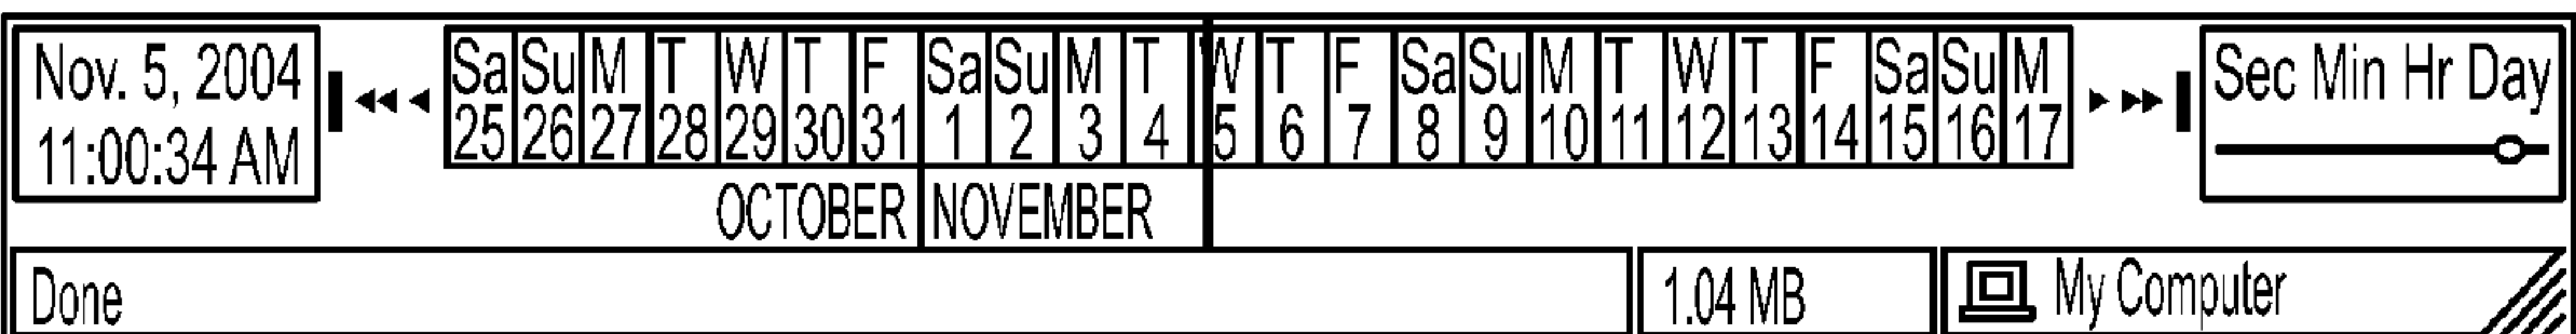 Nov. 5, 2004
11:00:34 AM
Sa Su M T W T F Sa Su M T W T F Sa Su M T W T F Sa Su M
25 26 27 28 29 30 31 1 2 3 4 5 6 7 8 9 10 11 12 13 14 15 16 17
Sec Min Hr Day
OCTOBER NOVEMBER
Done 1.04 MB My Computer